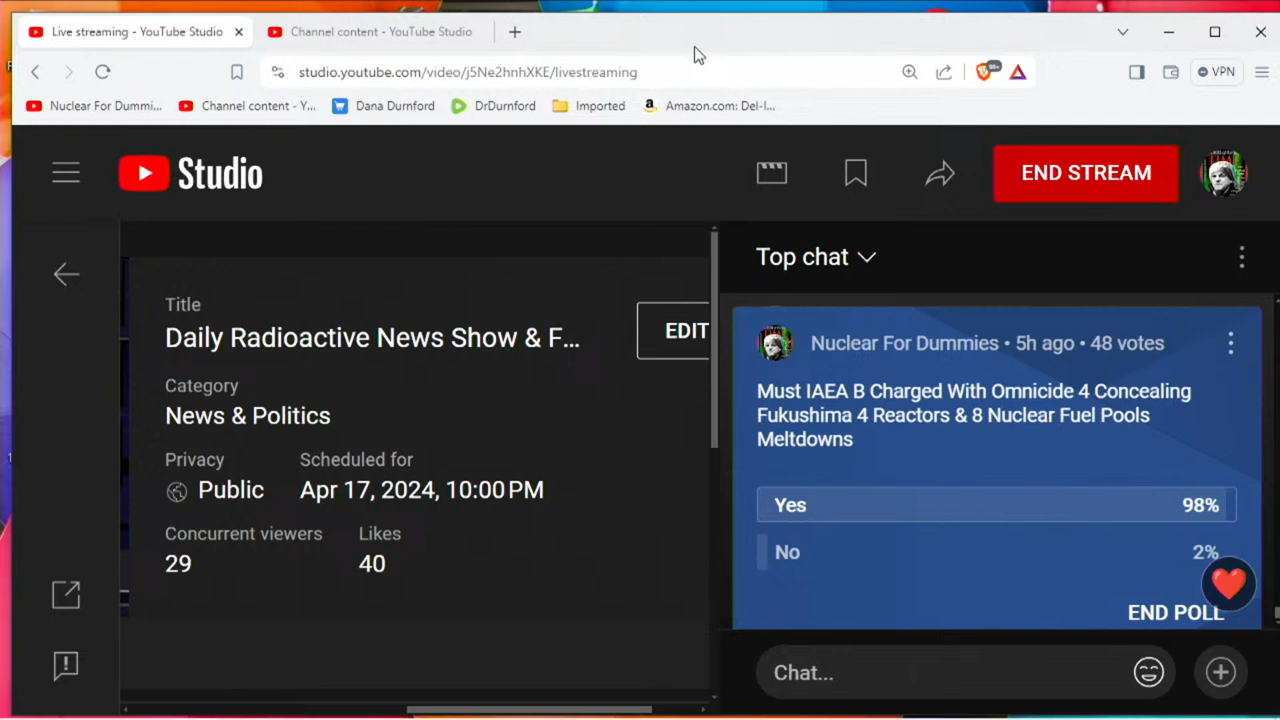 Live streaming - YouTube Studio
Channel content - YouTube Studio
studio.youtube.com/video/j5Ne2hnhXKE/livestreaming
99+
VPN
Nuclear For Dummi...
Channel content - Y...
Dana Durnford
DrDurnford
Imported
Amazon.com: Del-I...
Studio
END STREAM
Title
Daily Radioactive News Show & F...
EDIT
Category
News & Politics
Privacy
Scheduled for
Public
Apr 17, 2024, 10:00 PM
Concurrent viewers
Likes
29
40
Top chat
Nuclear For Dummies • 5h ago • 48 votes
Must IAEA B Charged With Omnicide 4 Concealing
Fukushima 4 Reactors & 8 Nuclear Fuel Pools
Meltdowns
Yes
98%
No
2%
END POLL
Chat...